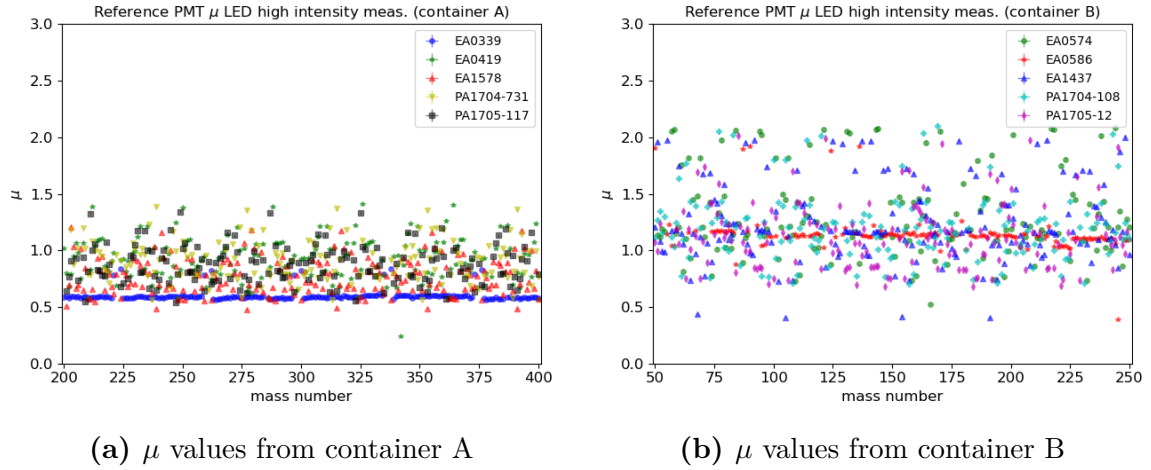 Reference PMT μ LED high intensity meas. (container A)
3.0
2.5
2.0
1.5
1.0
0.5
0.0
μ
EA0339
EA0419
EA1578
PA1704-731
PA1705-117
200 225 250 275 300 325 350 375 400
mass number
(a) μ values from container A
Reference PMT μ LED high intensity meas. (container B)
3.0
2.5
2.0
1.5
1.0
0.5
0.0
μ
EA0574
EA0586
EA1437
PA1704-108
PA1705-12
50 75 100 125 150 175 200 225 250
mass number
(b) μ values from container B